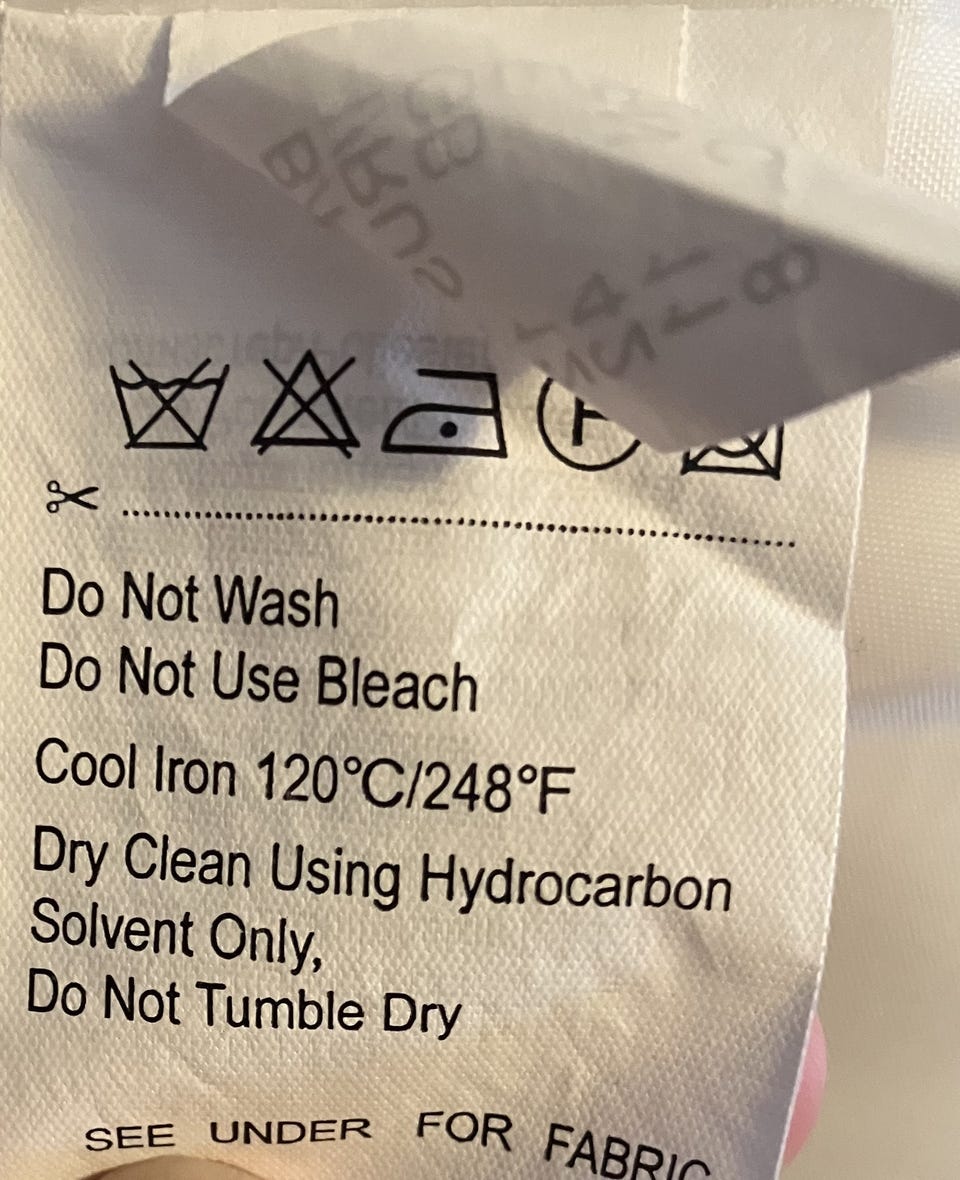 F
Do Not Wash
Do Not Use Bleach
Cool Iron 120°C/248°F
Dry Clean Using Hydrocarbon
Solvent Only,
Do Not Tumble Dry
SEE UNDER FOR FABRIC